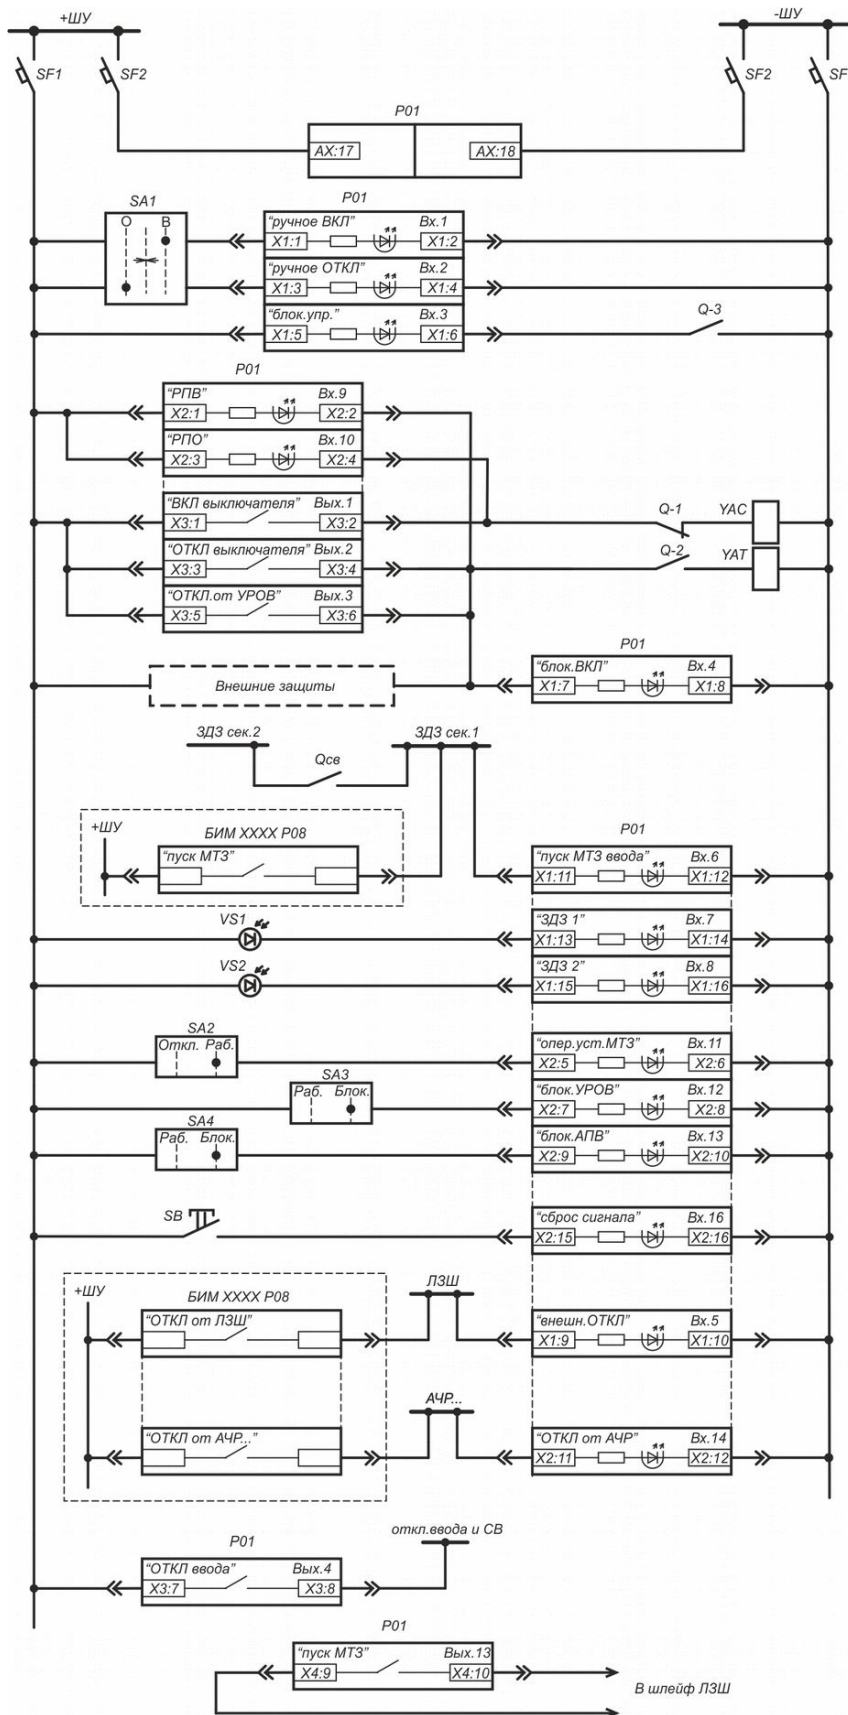 +ШУ -ШУ
SF1 SF2 SF2 SF
P01
AX:17 AX:18
SA1 P01
O B
"ручное ВКЛ" Вх.1
X1:1 X1:2
"ручное ОТКЛ" Вх.2
X1:3 X1:4
"блок.упр." Вх.3
X1:5 X1:6
Q-3
P01
"РПВ" Вх.9
X2:1 X2:2
"РПО" Вх.10
X2:3 X2:4
"ВКЛ выключателя" Вых.1
X3:1 X3:2
Q-1 YAC
"ОТКЛ выключателя" Вых.2
X3:3 X3:4
Q-2 YAT
"ОТКЛ.от УРОВ" Вых.3
X3:5 X3:6
P01
Внешние защиты
"блок.ВКЛ" Вх.4
X1:7 X1:8
ЗДЗ сек.2 ЗДЗ сек.1
Qсв
+ШУ БИМ ХХХХ Р08 P01
"пуск МТЗ"
"пуск МТЗ ввода" Вх.6
X1:11 X1:12
VS1
"ЗДЗ 1" Вх.7
X1:13 X1:14
VS2
"ЗДЗ 2" Вх.8
X1:15 X1:16
SA2
Откл. Раб.
"опер.уст.МТЗ" Вх.11
X2:5 X2:6
SA3
Раб. Блок.
"блок.УРОВ" Вх.12
X2:7 X2:8
SA4
Раб. Блок.
"блок.АПВ" Вх.13
X2:9 X2:10
SB
"сброс сигнала" Вх.16
X2:15 X2:16
+ШУ БИМ ХХХХ Р08 ЛЗШ
"ОТКЛ от ЛЗШ"
"внешн.ОТКЛ" Вх.5
X1:9 X1:10
АЧР...
"ОТКЛ от АЧР..."
"ОТКЛ от АЧР" Вх.14
X2:11 X2:12
откл.ввода и СВ
P01
"ОТКЛ ввода" Вых.4
X3:7 X3:8
P01
"пуск МТЗ" Вых.13
X4:9 X4:10
В шлейф ЛЗШ